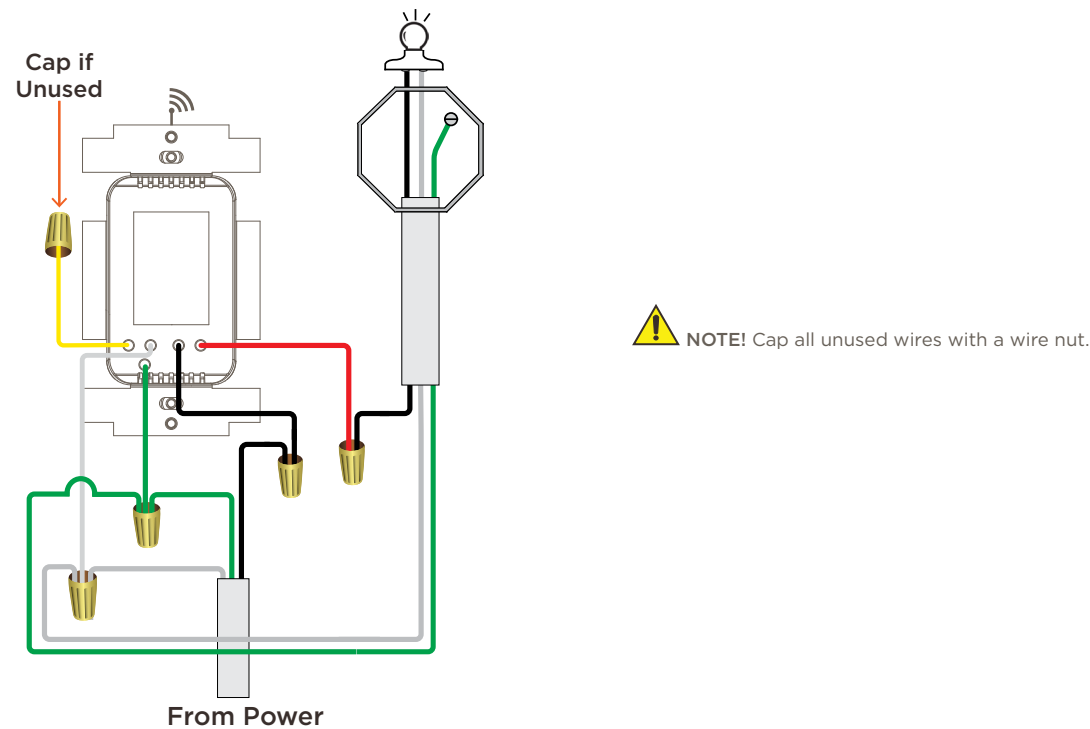 Cap if
Unused
NOTE! Cap all unused wires with a wire nut.
From Power